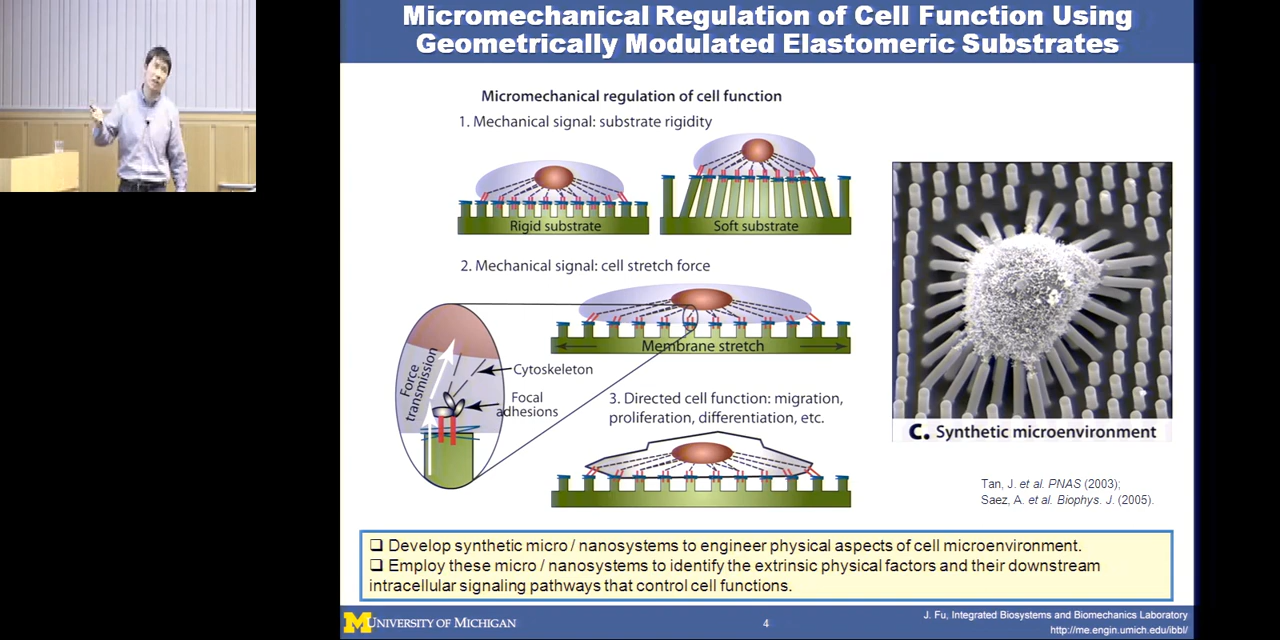 Micromechanical Regulation of Cell Function Using
Geometrically Modulated Elastomeric Substrates
Micromechanical regulation of cell function
1. Mechanical signal: substrate rigidity
Rigid substrate
Soft substrate
2. Mechanical signal: cell stretch force
Membrane stretch
Force
transmission
Cytoskeleton
Focal
adhesions
3. Directed cell function: migration,
proliferation, differentiation, etc.
C. Synthetic microenvironment
Tan, J. et al. PNAS (2003);
Saez, A. et al. Biophys. J. (2005).
❑ Develop synthetic micro / nanosystems to engineer physical aspects of cell microenvironment.
❑ Employ these micro / nanosystems to identify the extrinsic physical factors and their downstream
intracellular signaling pathways that control cell functions.
M UNIVERSITY OF MICHIGAN
4
J. Fu, Integrated Biosystems and Biomechanics Laboratory
http://me.engin.umich.edu/ibbl/